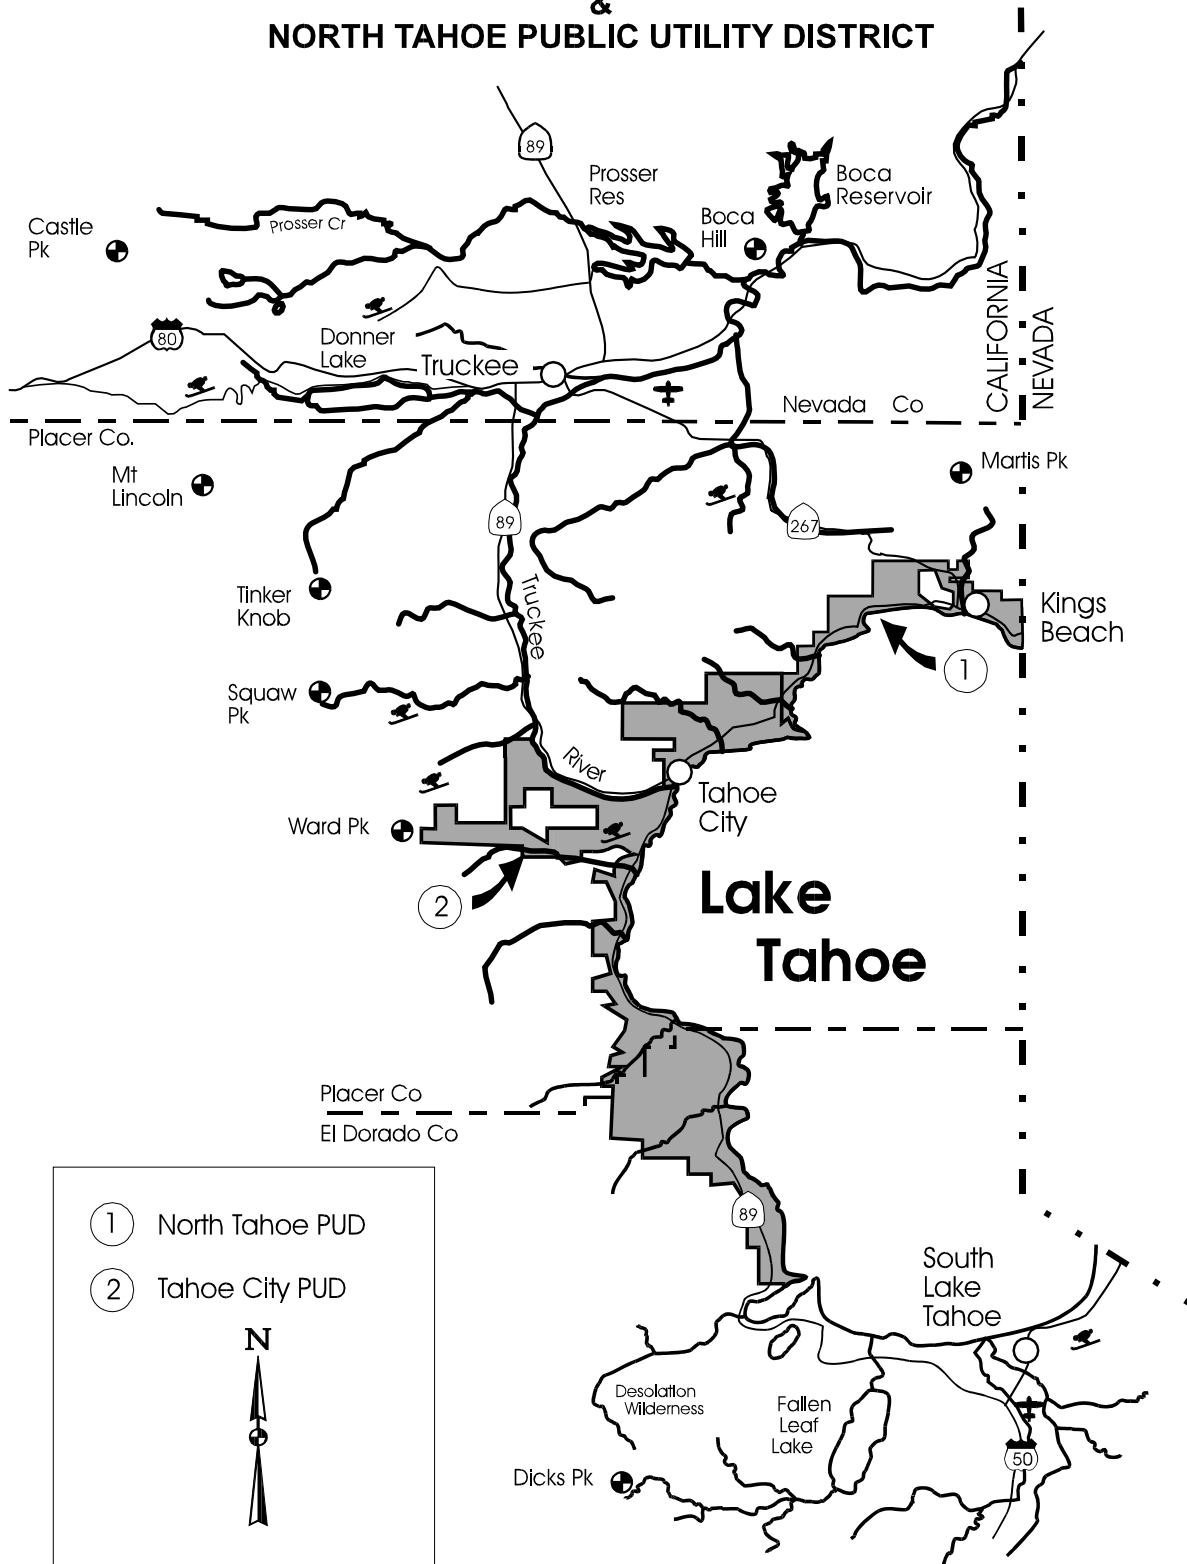 &
NORTH TAHOE PUBLIC UTILITY DISTRICT
89
Prosser
Res
Boca
Reservoir
Boca
Hill
Castle
Pk
Prosser Cr
CALIFORNIA
NEVADA
80
Donner
Lake
Truckee
Nevada Co
Placer Co.
Mt
Lincoln
Martis Pk
89
267
Tinker
Knob
Truckee
Kings
Beach
1
Squaw
Pk
River
Tahoe
City
Ward Pk
2
Lake
Tahoe
Placer Co
El Dorado Co
89
1 North Tahoe PUD
2 Tahoe City PUD
N
South
Lake
Tahoe
Desolation
Wilderness
Fallen
Leaf
Lake
50
Dicks Pk